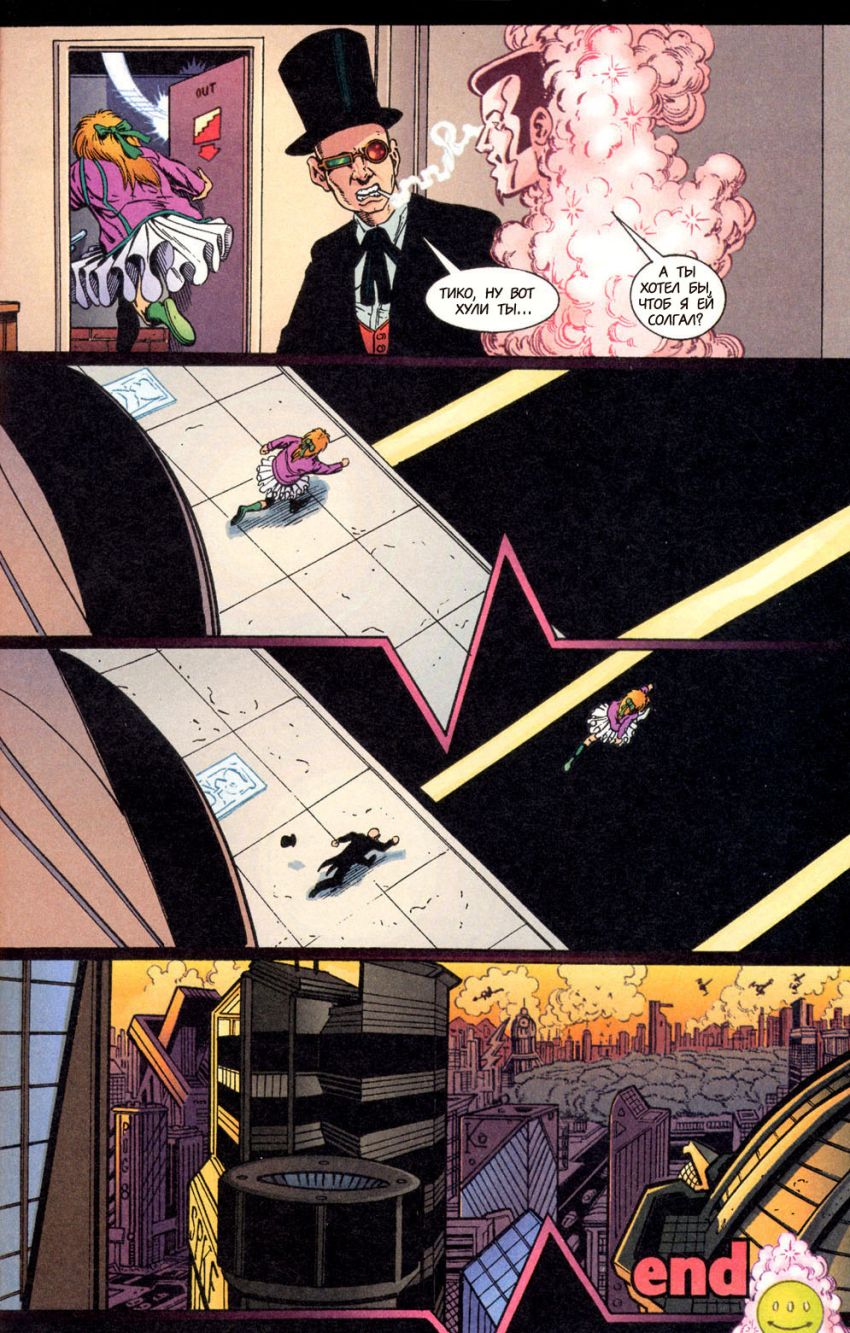 OUT
ТИКО, НУ ВОТ
ХУЛИ ТЫ...
А ТЫ
ХОТЕЛ БЫ,
ЧТОБ Я ЕЙ
СОЛГАЛ?
end